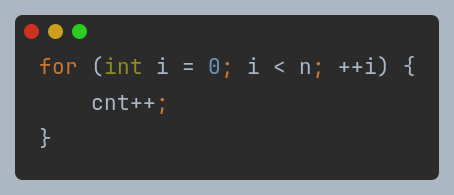 for (int i = 0; i < n; ++i) {
    cnt++;
}